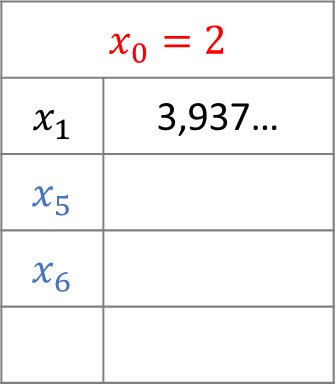 x₀ = 2
x₁ 3,937...
x₅
x₆